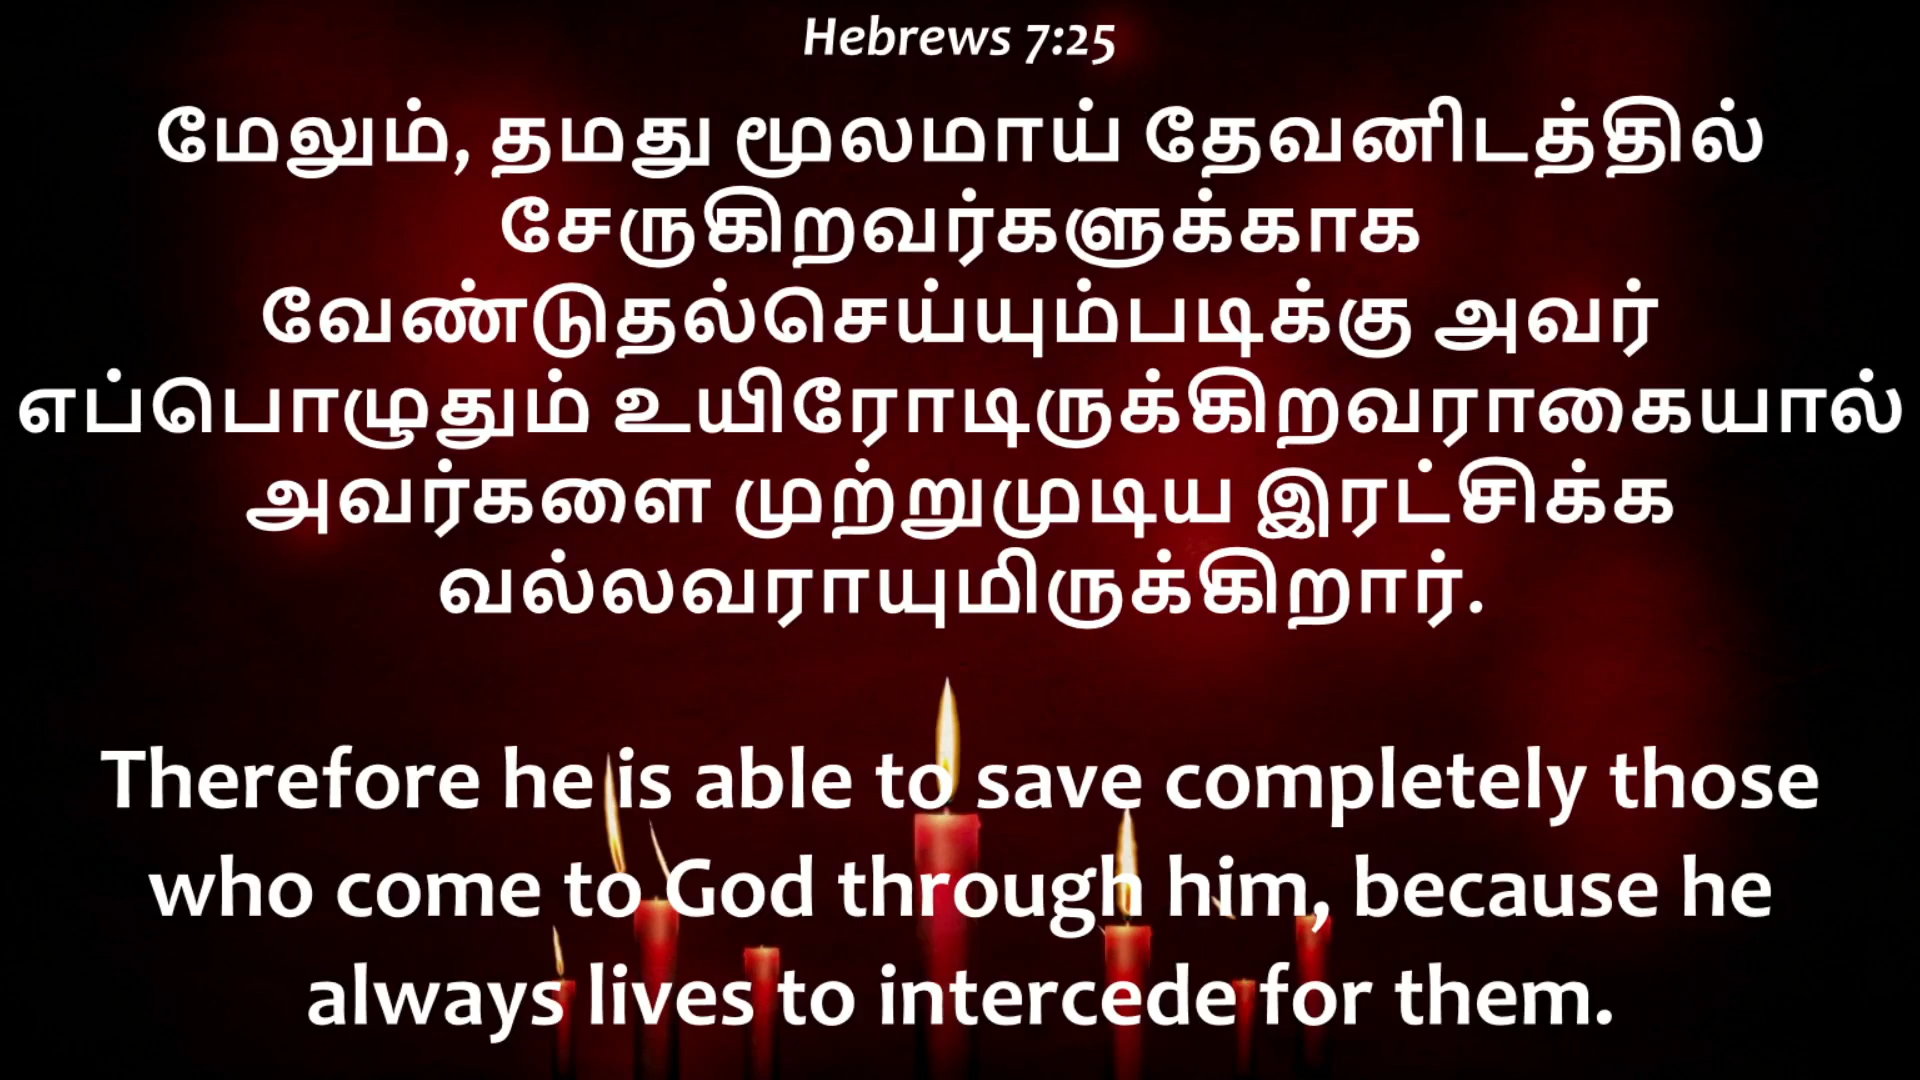 Hebrews 7:25
மேலும், தமது மூலமாய் தேவனிடத்தில்
சேருகிறவர்களுக்காக
வேண்டுதல்செய்யும்படிக்கு அவர்
எப்பொழுதும் உயிரோடிருக்கிறவராகையால்
அவர்களை முற்றுமுடிய இரட்சிக்க
வல்லவராயுமிருக்கிறார்.
Therefore he is able to save completely those
who come to God through him, because he
always lives to intercede for them.